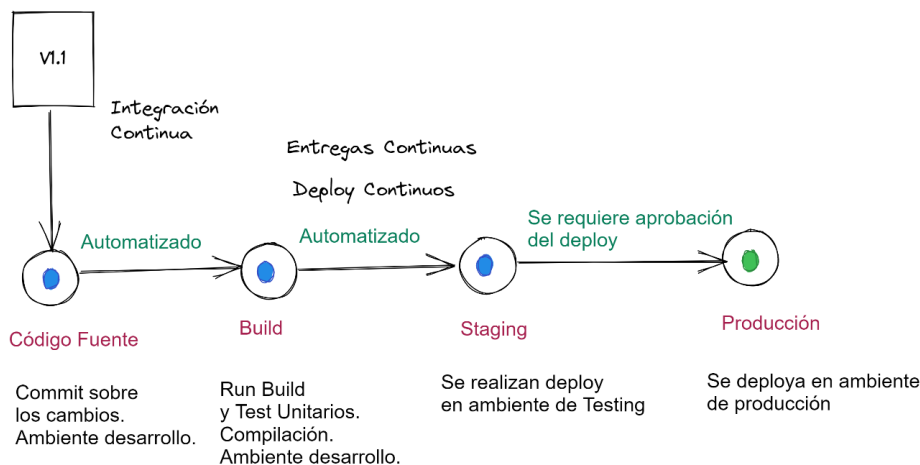 V1.1
Integración
Continua
Entregas Continuas
Deploy Continuos
Automatizado
Automatizado
Se requiere aprobación
del deploy
Código Fuente
Build
Staging
Producción
Commit sobre
los cambios.
Ambiente desarrollo.
Run Build
y Test Unitarios.
Compilación.
Ambiente desarrollo.
Se realizan deploy
en ambiente de Testing
Se deploya en ambiente
de producción